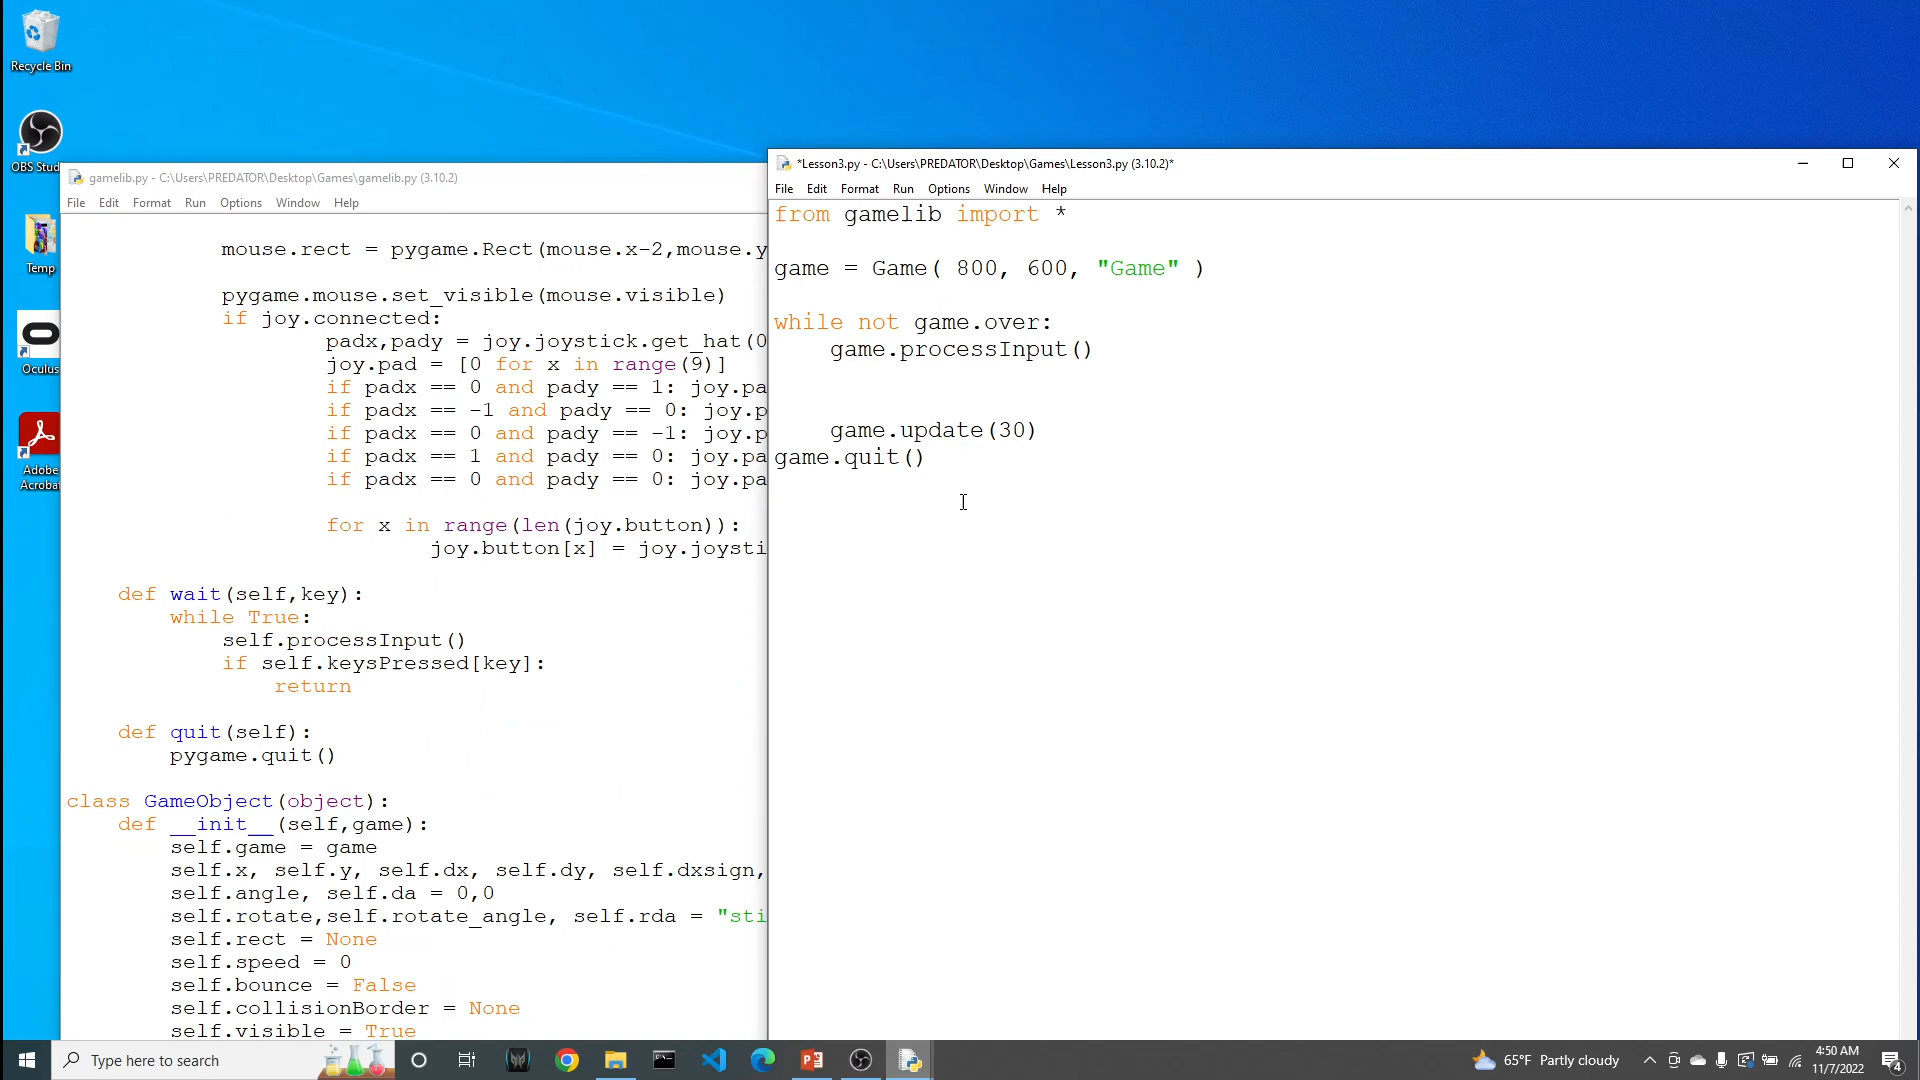 Recycle Bin
OBS Stud
Temp
Oculus
Adobe
Acrobat
gamelib.py - C:\Users\PREDATOR\Desktop\Games\gamelib.py (3.10.2)
File Edit Format Run Options Window Help
mouse.rect = pygame.Rect(mouse.x-2,mouse.y
pygame.mouse.set_visible(mouse.visible)
if joy.connected:
padx,pady = joy.joystick.get_hat(0
joy.pad = [0 for x in range(9)]
if padx == 0 and pady == 1: joy.pa
if padx == -1 and pady == 0: joy.p
if padx == 0 and pady == -1: joy.p
if padx == 1 and pady == 0: joy.pa
if padx == 0 and pady == 0: joy.pa
for x in range(len(joy.button)):
joy.button[x] = joy.joysti
def wait(self,key):
while True:
self.processInput()
if self.keysPressed[key]:
return
def quit(self):
pygame.quit()
class GameObject(object):
def __init__(self,game):
self.game = game
self.x, self.y, self.dx, self.dy, self.dxsign,
self.angle, self.da = 0,0
self.rotate,self.rotate_angle, self.rda = "sti
self.rect = None
self.speed = 0
self.bounce = False
self.collisionBorder = None
self.visible = True
*Lesson3.py - C:\Users\PREDATOR\Desktop\Games\Lesson3.py (3.10.2)*
File Edit Format Run Options Window Help
from gamelib import *
game = Game( 800, 600, "Game" )
while not game.over:
game.processInput()
game.update(30)
game.quit()
Type here to search
65°F Partly cloudy
4:50 AM
11/7/2022
4